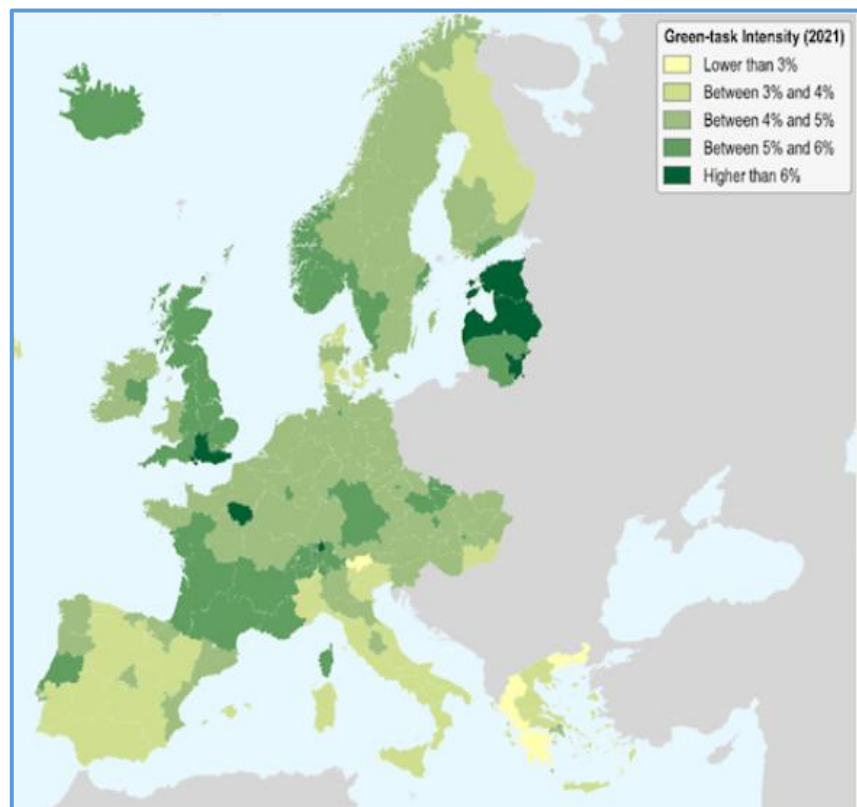 Green-task Intensity (2021)
Lower than 3%
Between 3% and 4%
Between 4% and 5%
Between 5% and 6%
Higher than 6%